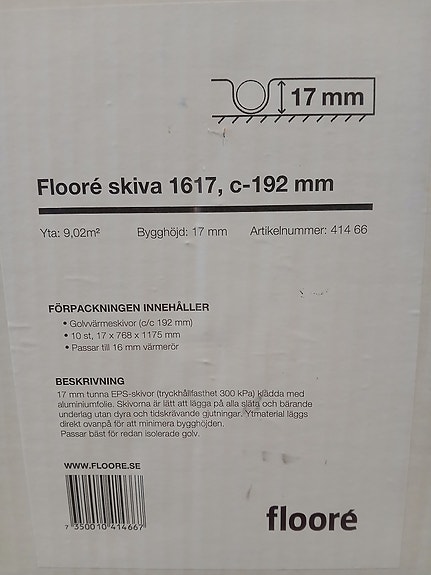 17 mm
Flooré skiva 1617, c-192 mm
Yta: 9,02m² Bygghöjd: 17 mm Artikelnummer: 414 66
FÖRPACKNINGEN INNEHÅLLER
• Golvvärmeskivor (c/c 192 mm)
• 10 st, 17 x 768 x 1175 mm
• Passar till 16 mm värmerör
BESKRIVNING
17 mm tunna EPS-skivor (tryckhållfasthet 300 kPa) klädda med
aluminiumfolie. Skivorna är lätt att lägga på alla släta och bärande
underlag utan dyra och tidskrävande gjutningar. Ytmaterial läggs
direkt ovanpå för att minimera bygghöjden.
Passar bäst för redan isolerade golv.
WWW.FLOORE.SE
7 350010 414667
flooré